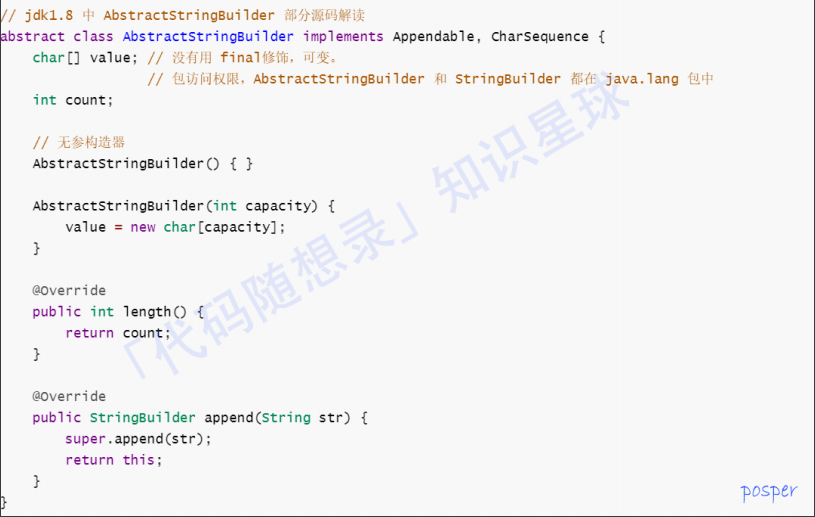 // jdk1.8 中 AbstractStringBuilder 部分源码解读
abstract class AbstractStringBuilder implements Appendable, CharSequence {
    char[] value; // 没有用 final修饰，可变。
                  // 包访问权限，AbstractStringBuilder 和 StringBuilder 都在 java.lang 包中
    int count;

    // 无参构造器
    AbstractStringBuilder() { }

    AbstractStringBuilder(int capacity) {
        value = new char[capacity];
    }

    @Override
    public int length() {
        return count;
    }

    @Override
    public StringBuilder append(String str) {
        super.append(str);
        return this;
    }
}
「代码随想录」知识星球
posper